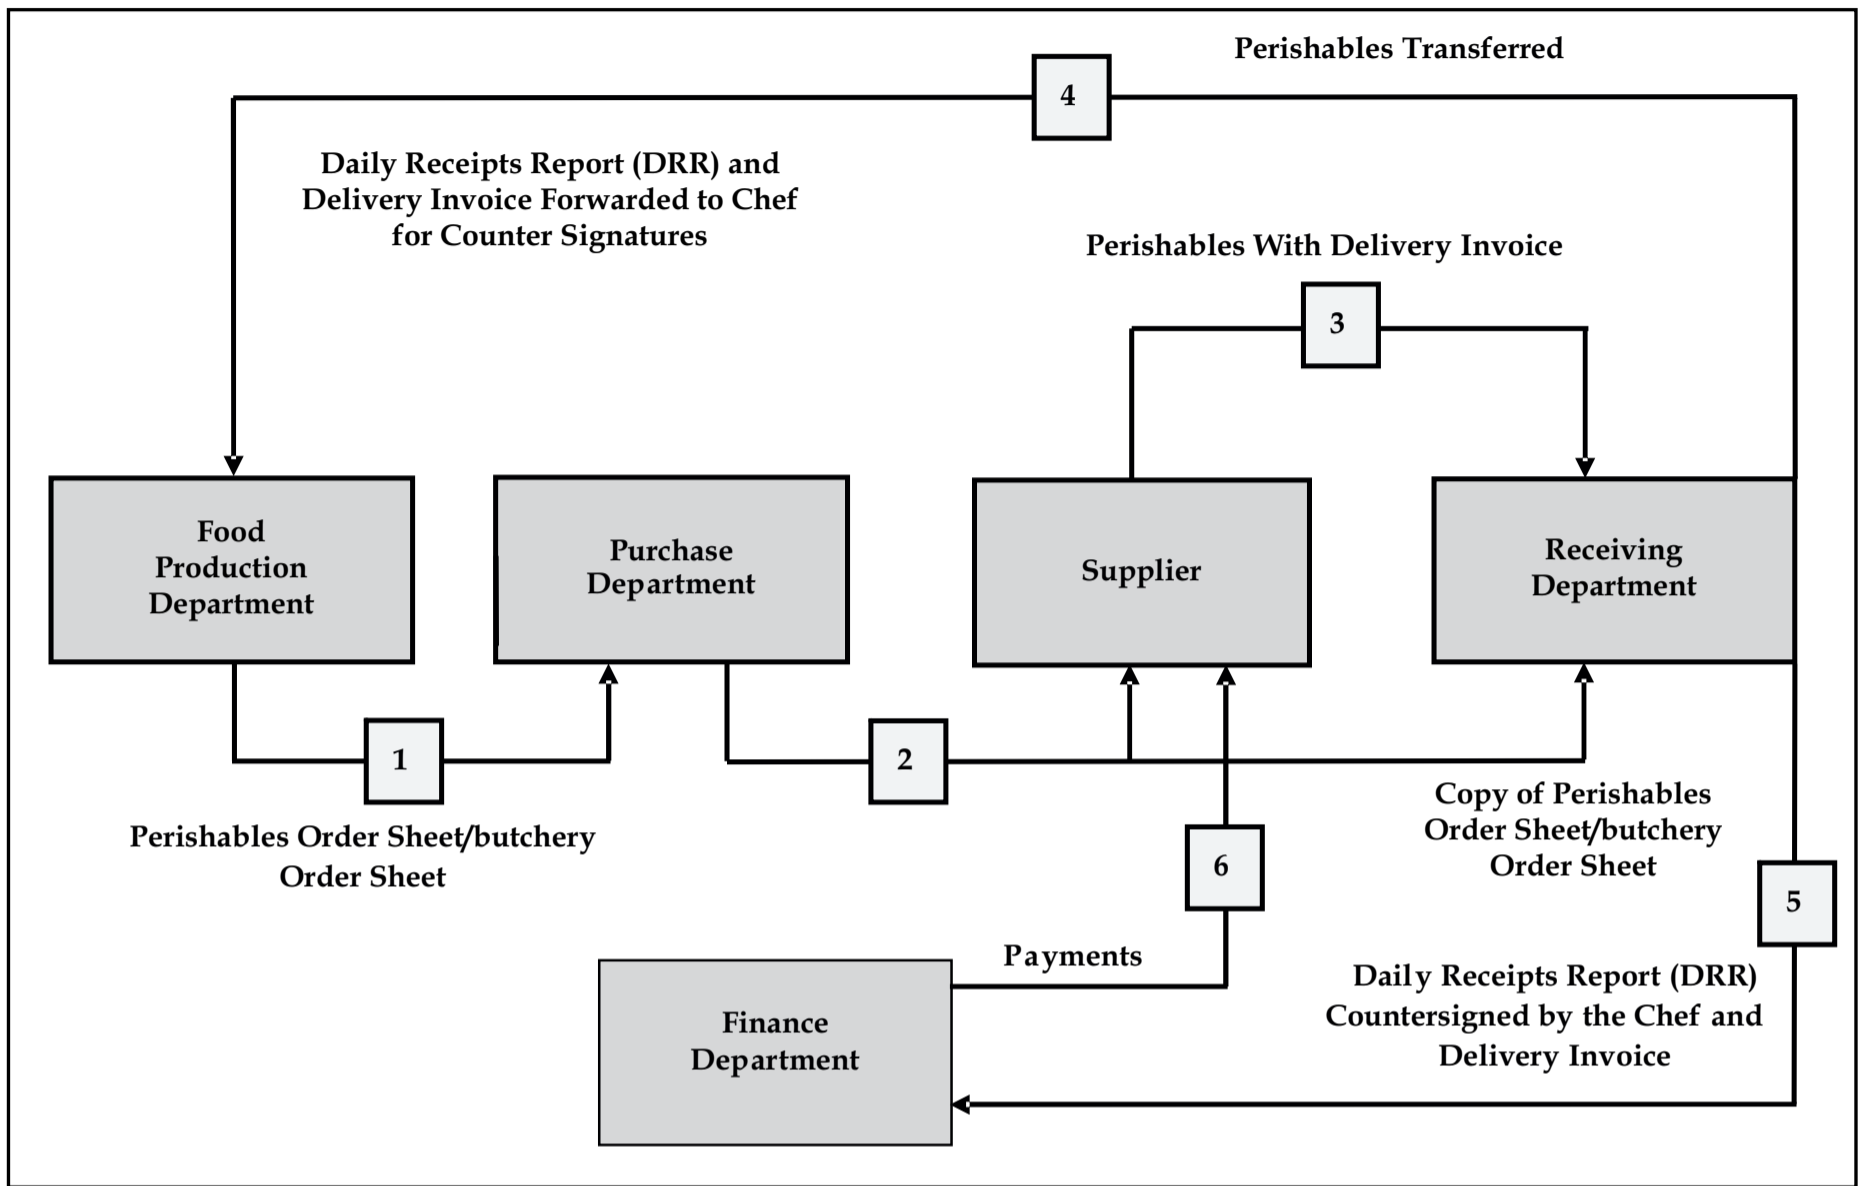 Perishables Transferred
4
Daily Receipts Report (DRR) and
Delivery Invoice Forwarded to Chef
for Counter Signatures
Perishables With Delivery Invoice
3
Food
Production
Department
Purchase
Department
Supplier
Receiving
Department
1
2
Perishables Order Sheet/butchery
Order Sheet
Copy of Perishables
Order Sheet/butchery
Order Sheet
6
5
Payments
Finance
Department
Daily Receipts Report (DRR)
Countersigned by the Chef and
Delivery Invoice